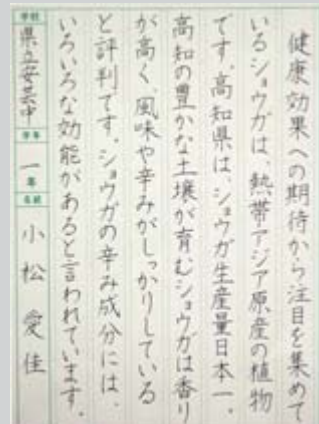 健康効果への期待から注目を集めて
いるショウガは、熱帯アジア原産の植物
です。高知県は、ショウガ生産量日本一。
高知の豊かな土壌が育むショウガは香り
が高く、風味や辛みがしっかりしている
と評判です。ショウガの辛み成分には、
いろいろな効能があると言われています。
学校 県立安芸中 学年 一年 名前 小松愛佳